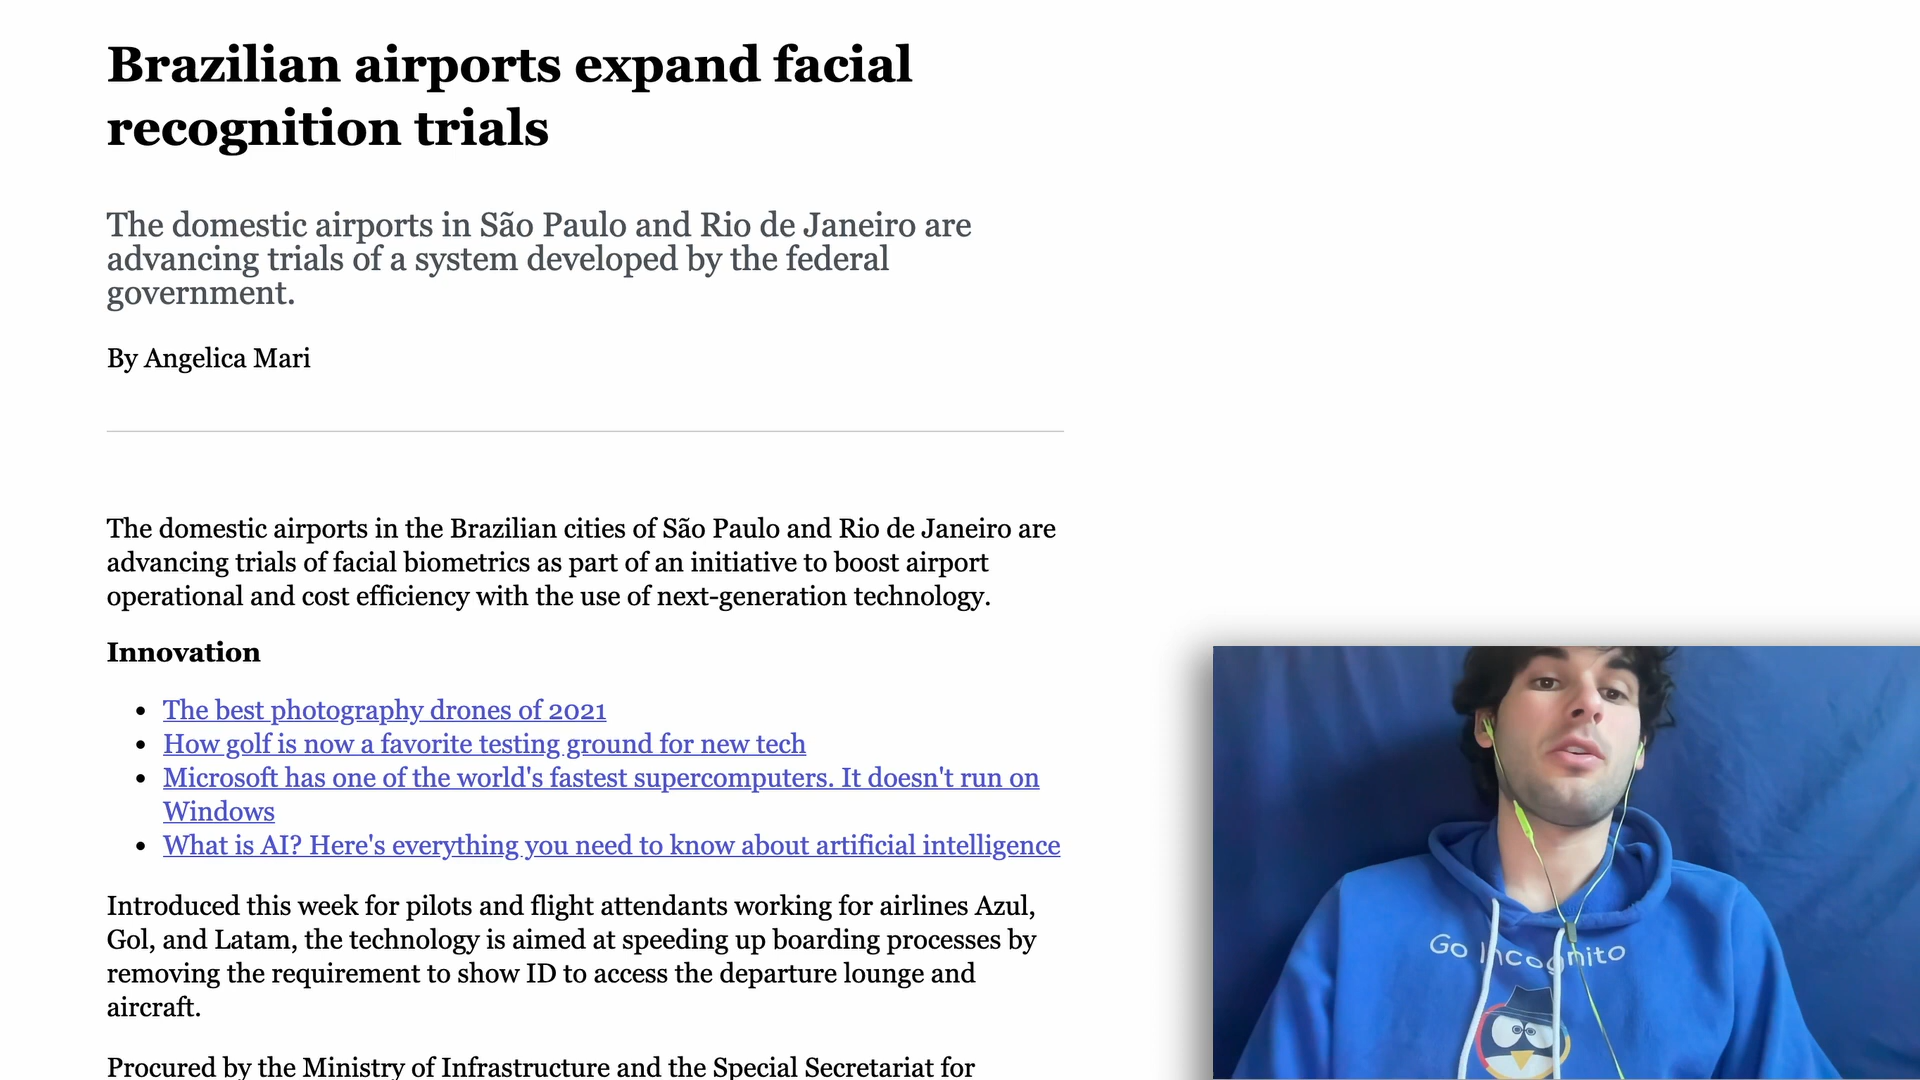 Brazilian airports expand facial
recognition trials
The domestic airports in São Paulo and Rio de Janeiro are
advancing trials of a system developed by the federal
government.
By Angelica Mari
The domestic airports in the Brazilian cities of São Paulo and Rio de Janeiro are
advancing trials of facial biometrics as part of an initiative to boost airport
operational and cost efficiency with the use of next-generation technology.
Innovation
• The best photography drones of 2021
• How golf is now a favorite testing ground for new tech
• Microsoft has one of the world's fastest supercomputers. It doesn't run on
Windows
• What is AI? Here's everything you need to know about artificial intelligence
Introduced this week for pilots and flight attendants working for airlines Azul,
Gol, and Latam, the technology is aimed at speeding up boarding processes by
removing the requirement to show ID to access the departure lounge and
aircraft.
Procured by the Ministry of Infrastructure and the Special Secretariat for
Go Incognito